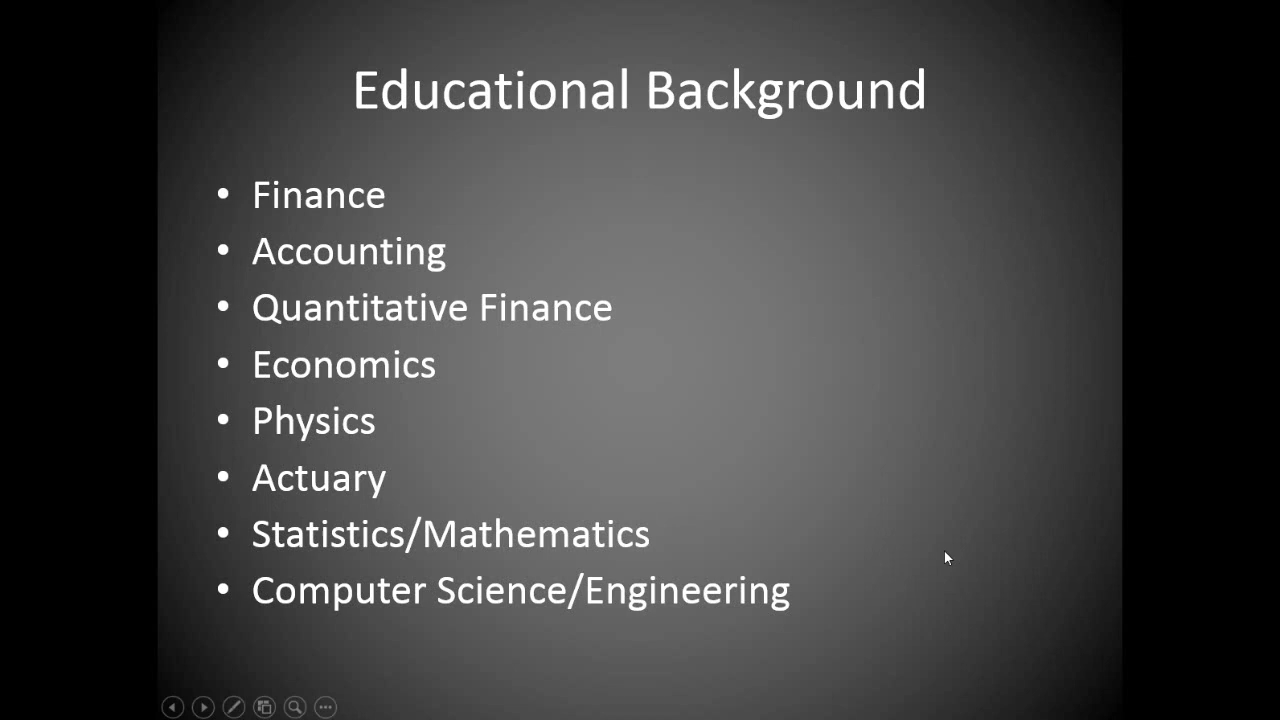 Educational Background
• Finance
• Accounting
• Quantitative Finance
• Economics
• Physics
• Actuary
• Statistics/Mathematics
• Computer Science/Engineering